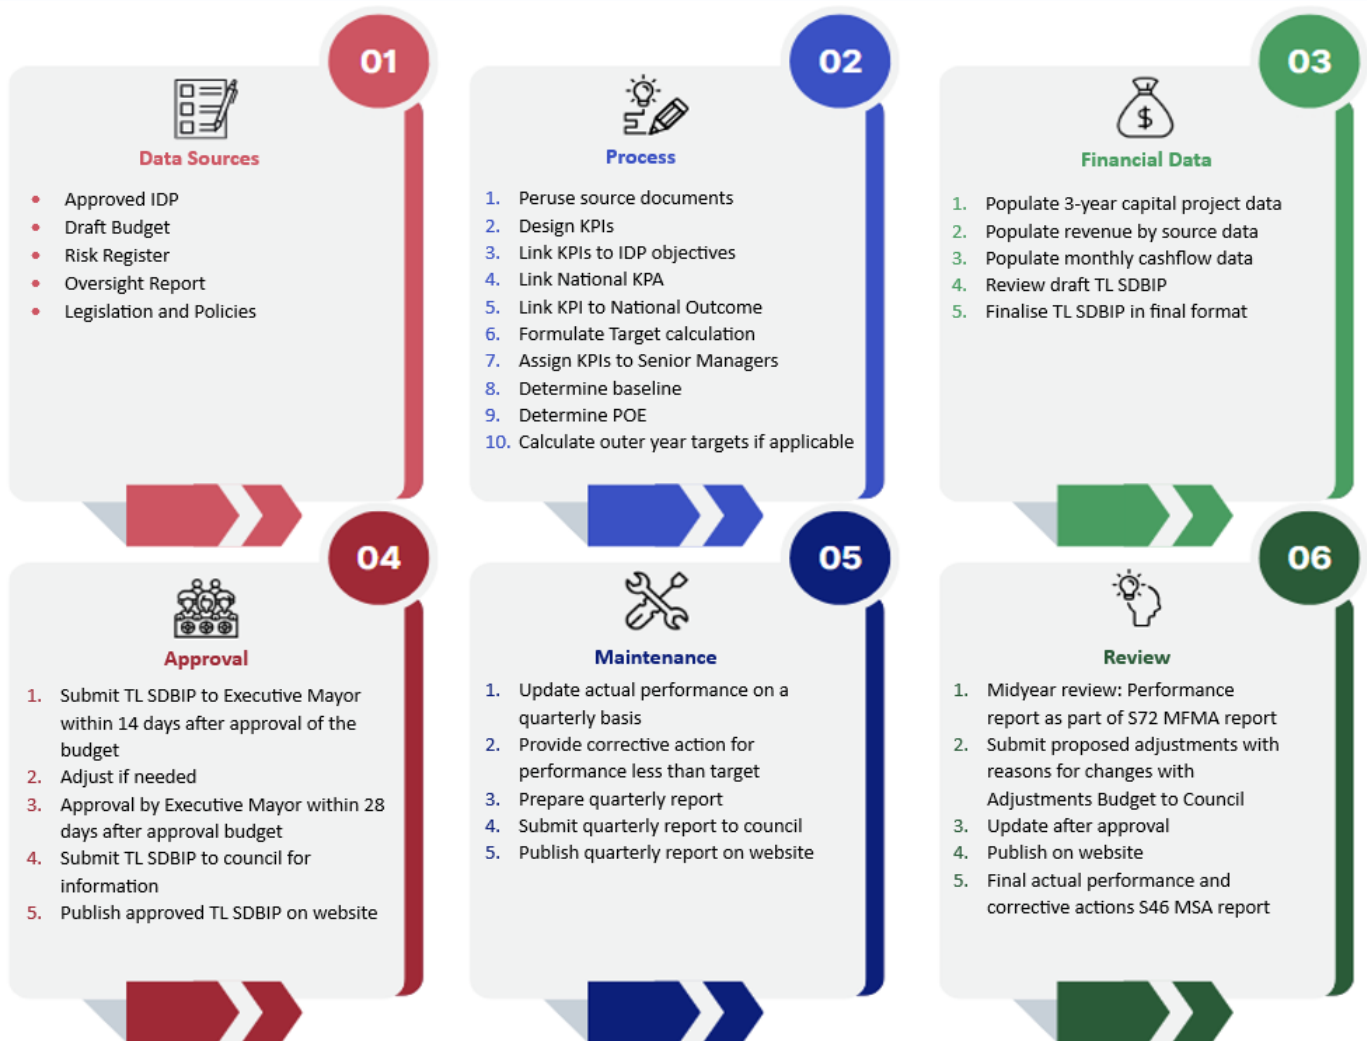 01
Data Sources
• Approved IDP
• Draft Budget
• Risk Register
• Oversight Report
• Legislation and Policies
02
Process
1. Peruse source documents
2. Design KPIs
3. Link KPIs to IDP objectives
4. Link National KPA
5. Link KPI to National Outcome
6. Formulate Target calculation
7. Assign KPIs to Senior Managers
8. Determine baseline
9. Determine POE
10. Calculate outer year targets if applicable
03
$
Financial Data
1. Populate 3-year capital project data
2. Populate revenue by source data
3. Populate monthly cashflow data
4. Review draft TL SDBIP
5. Finalise TL SDBIP in final format
04
Approval
1. Submit TL SDBIP to Executive Mayor
within 14 days after approval of the
budget
2. Adjust if needed
3. Approval by Executive Mayor within 28
days after approval budget
4. Submit TL SDBIP to council for
information
5. Publish approved TL SDBIP on website
05
Maintenance
1. Update actual performance on a
quarterly basis
2. Provide corrective action for
performance less than target
3. Prepare quarterly report
4. Submit quarterly report to council
5. Publish quarterly report on website
06
Review
1. Midyear review: Performance
report as part of S72 MFMA report
2. Submit proposed adjustments with
reasons for changes with
Adjustments Budget to Council
3. Update after approval
4. Publish on website
5. Final actual performance and
corrective actions S46 MSA report